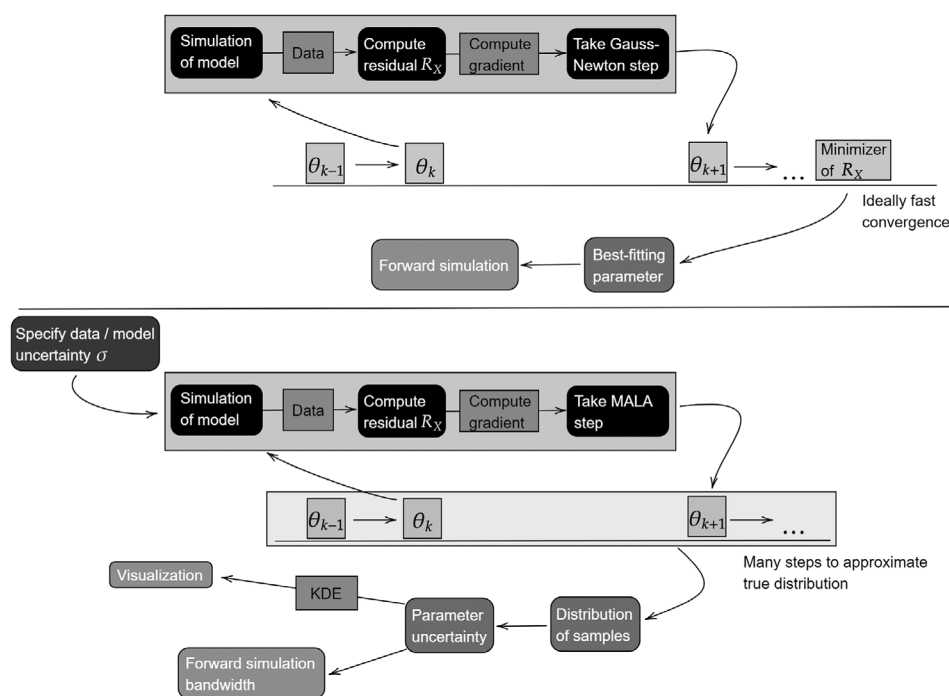 Simulation
of model
Data
Compute
residual R_X
Compute
gradient
Take Gauss-
Newton step
θ_{k-1}
θ_k
θ_{k+1}
...
Minimizer
of R_X
Ideally fast
convergence
Forward simulation
Best-fitting
parameter
Specify data / model
uncertainty σ
Simulation
of model
Data
Compute
residual R_X
Compute
gradient
Take MALA
step
θ_{k-1}
θ_k
θ_{k+1}
...
Many steps to approximate
true distribution
Visualization
KDE
Parameter
uncertainty
Distribution
of samples
Forward simulation
bandwidth